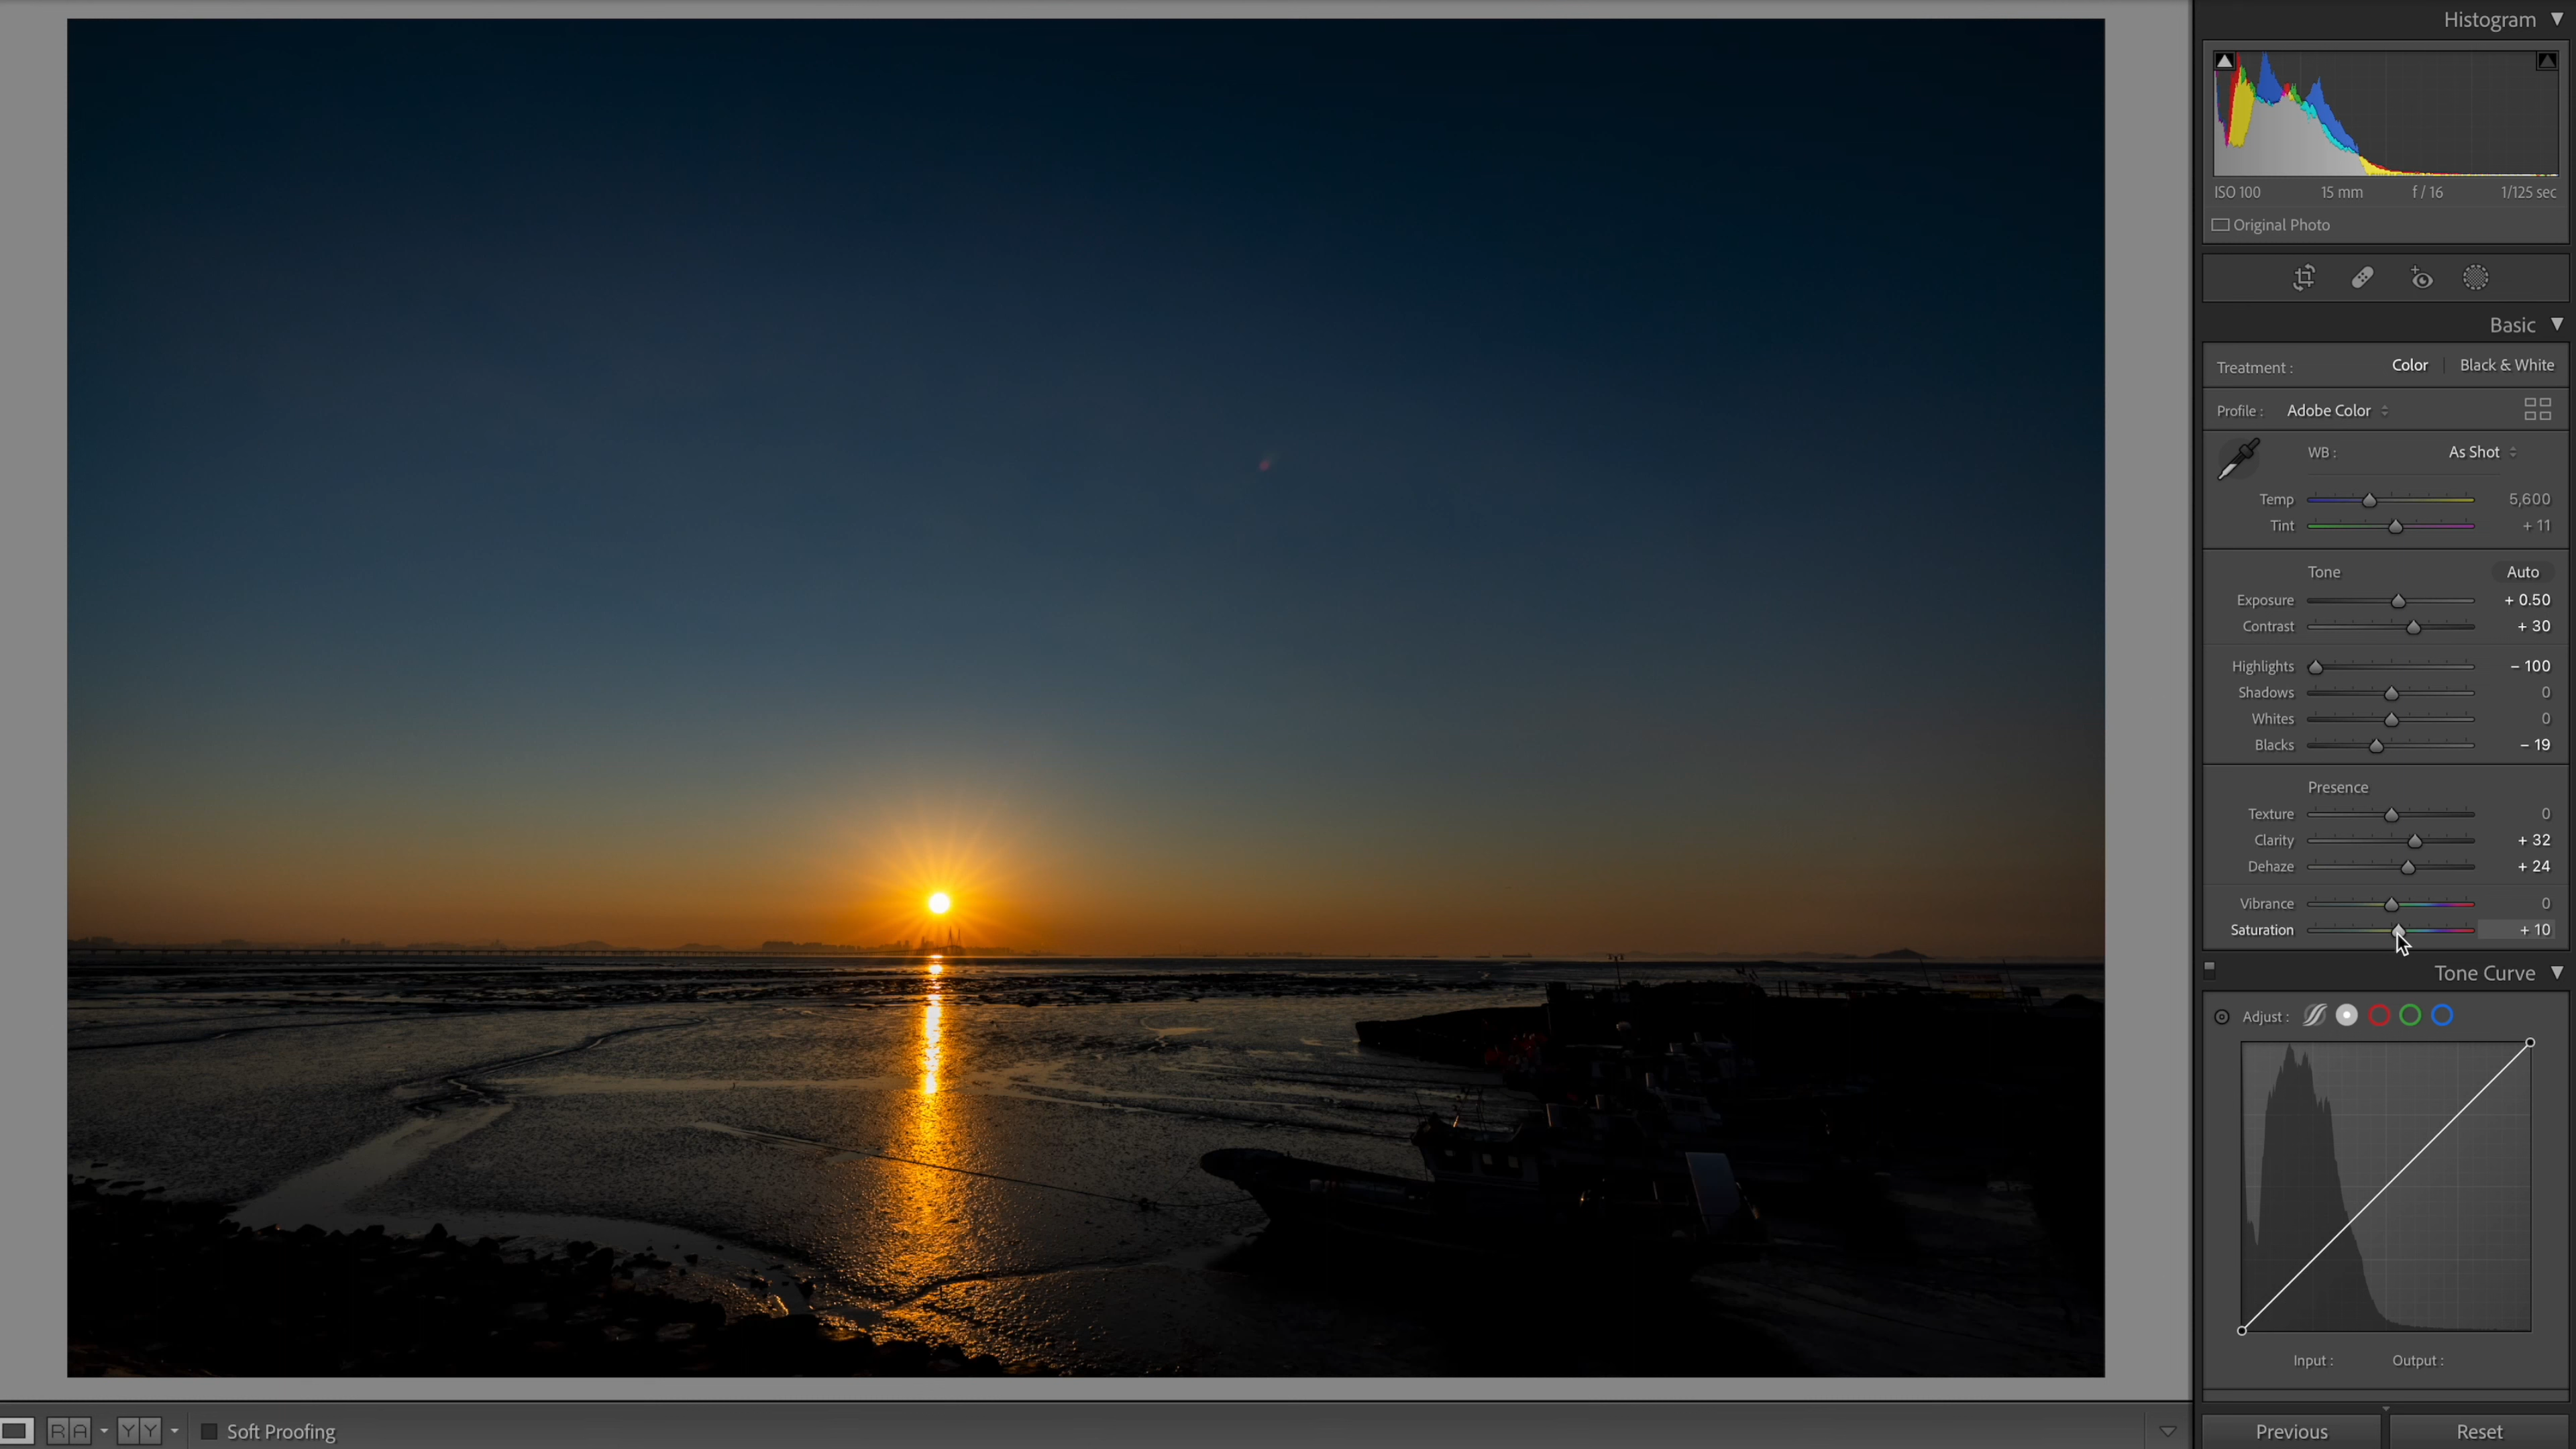 Histogram
ISO 100 15 mm f / 16 1/125 sec
Original Photo
Basic
Treatment : Color Black & White
Profile : Adobe Color
WB : As Shot
Temp 5,600
Tint + 11
Tone Auto
Exposure + 0.50
Contrast + 30
Highlights – 100
Shadows 0
Whites 0
Blacks – 19
Presence
Texture 0
Clarity + 32
Dehaze + 24
Vibrance 0
Saturation + 10
Tone Curve
Adjust :
Input : Output :
R A Y Y Soft Proofing Previous Reset